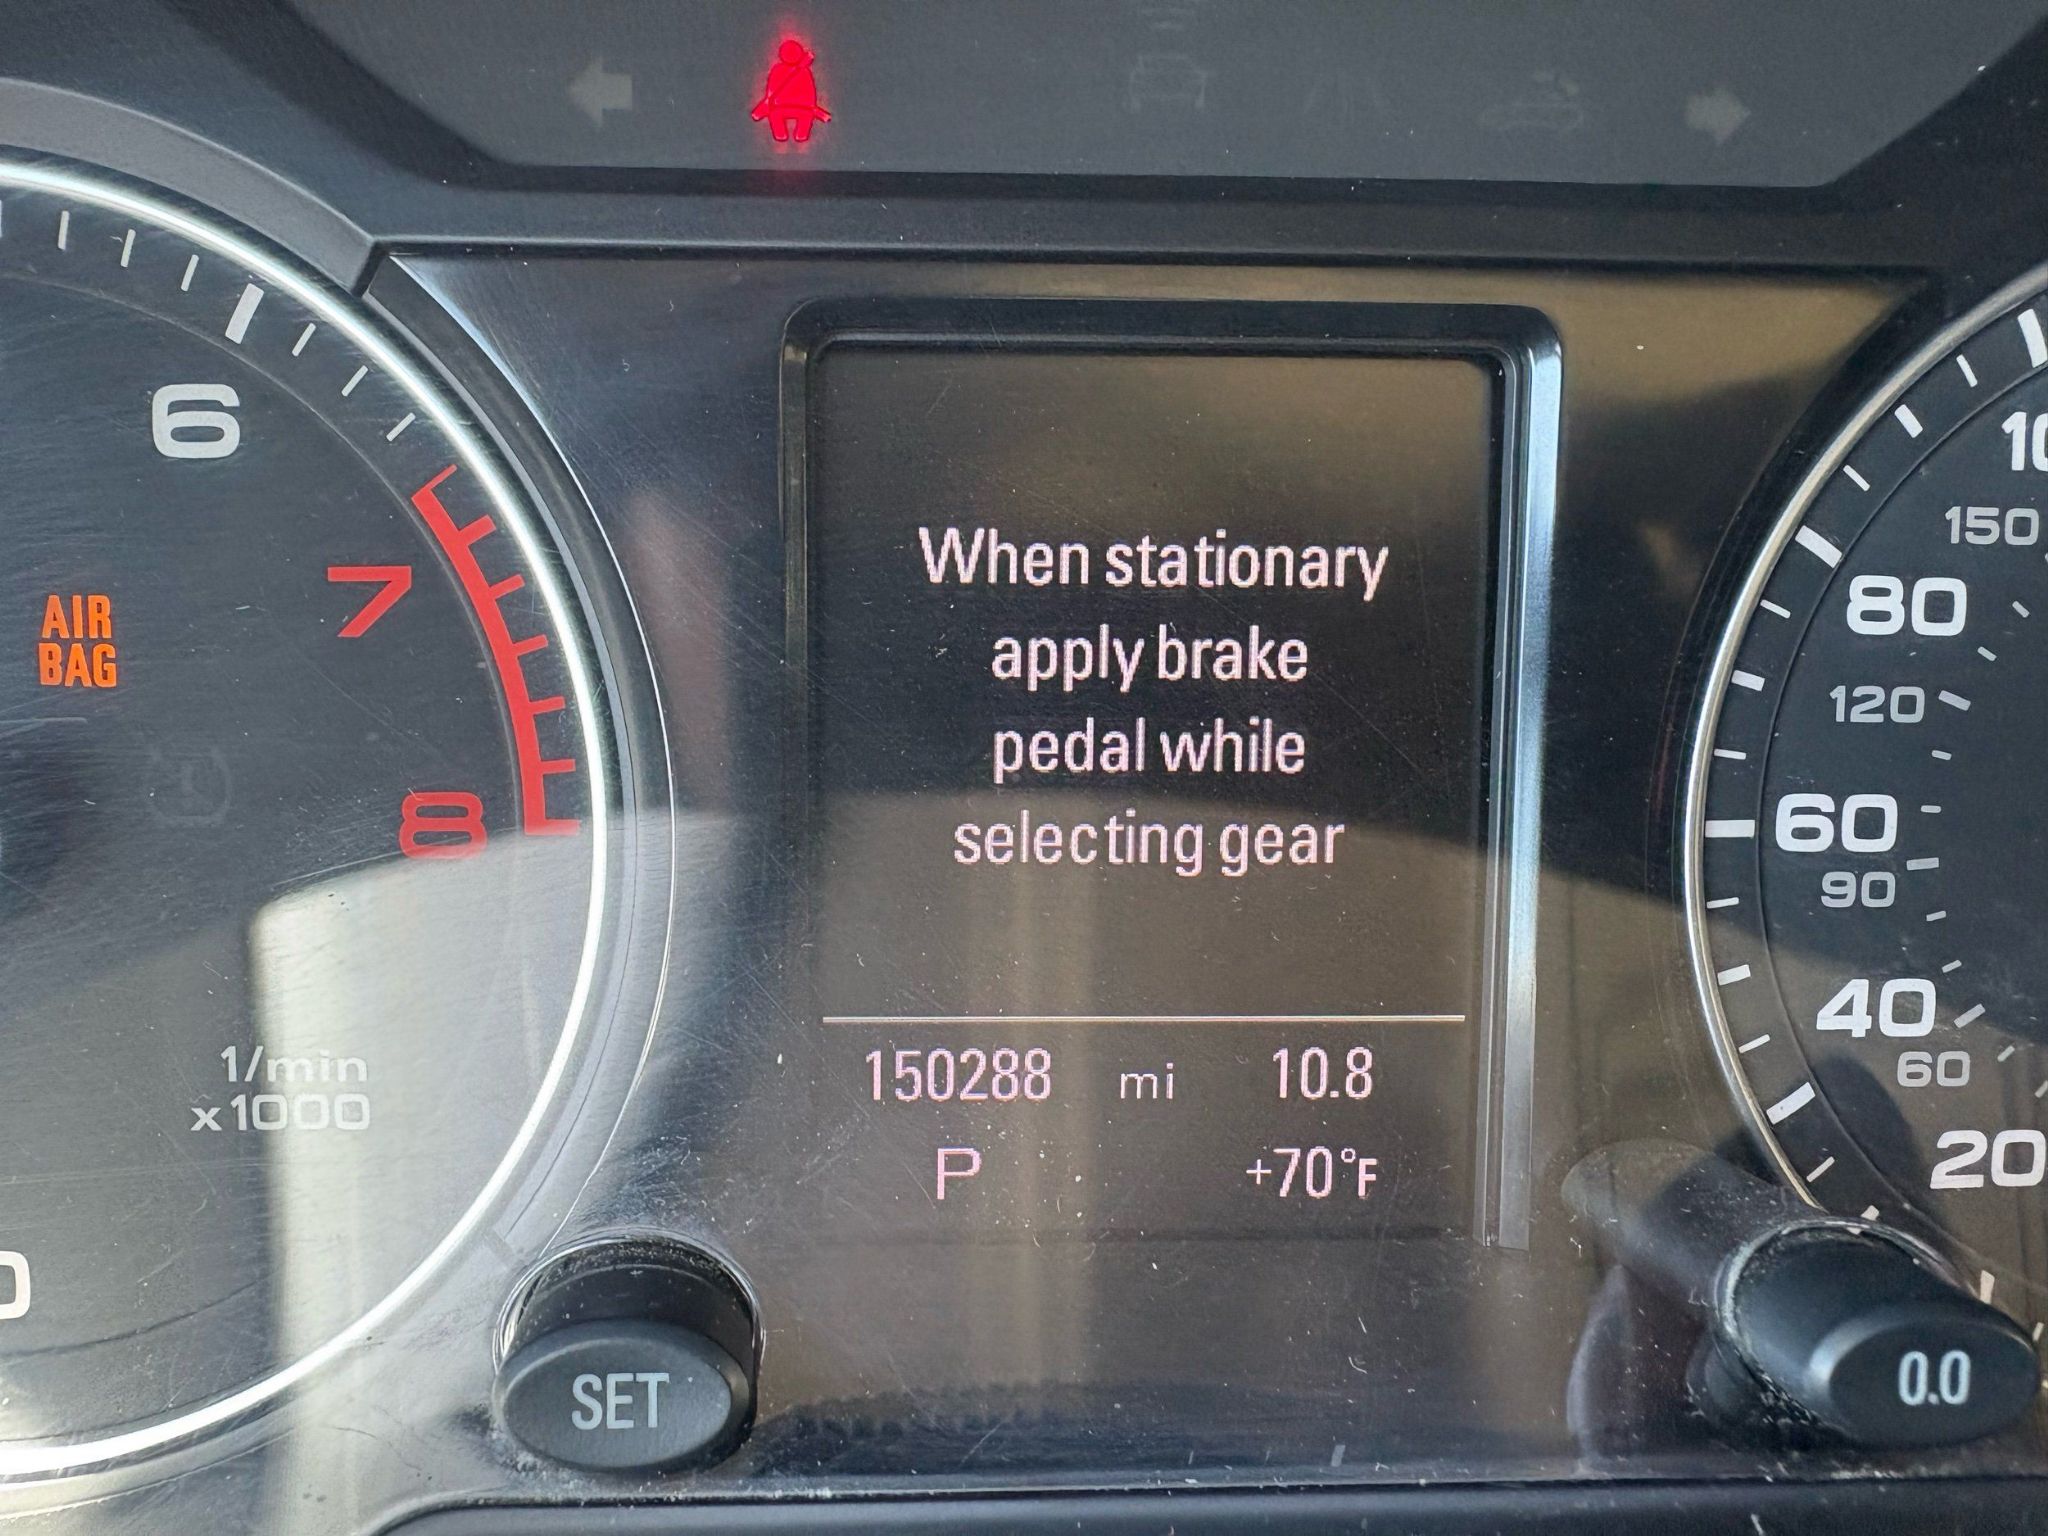 6
7
8
AIR
BAG
1/min
x1000
0
When stationary
apply brake
pedal while
selecting gear
150288 mi 10.8
P +70°F
SET
0.0
150
80
120
60
90
40
60
20